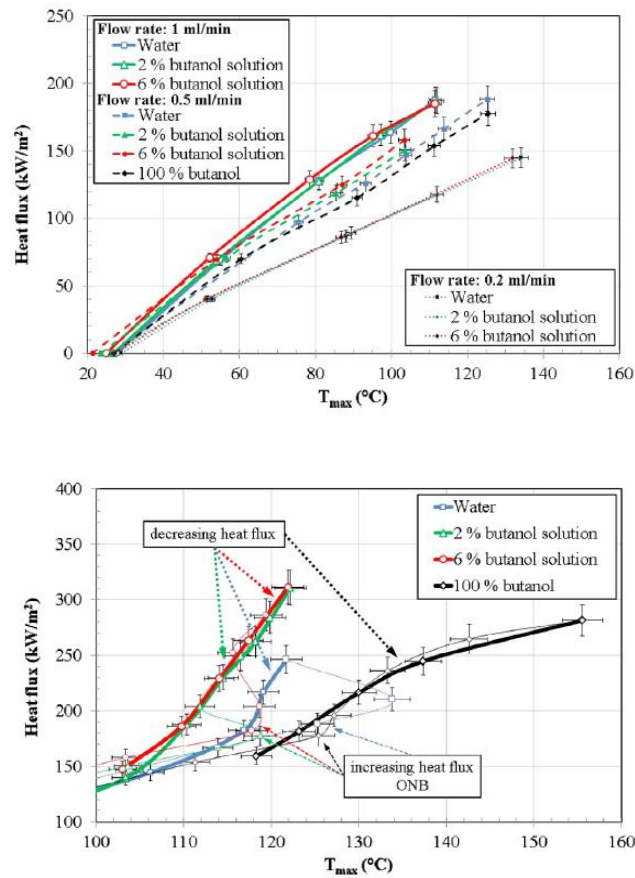 Flow rate: 1 ml/min
Water
2 % butanol solution
6 % butanol solution
Flow rate: 0.5 ml/min
Water
2 % butanol solution
6 % butanol solution
100 % butanol
Flow rate: 0.2 ml/min
Water
2 % butanol solution
6 % butanol solution
Heat flux (kW/m²)
250
200
150
100
50
0
20 40 60 80 100 120 140 160
Tmax (°C)
decreasing heat flux
Water
2 % butanol solution
6 % butanol solution
100 % butanol
increasing heat flux
ONB
Heat flux (kW/m²)
400
350
300
250
200
150
100
100 110 120 130 140 150 160
Tmax (°C)